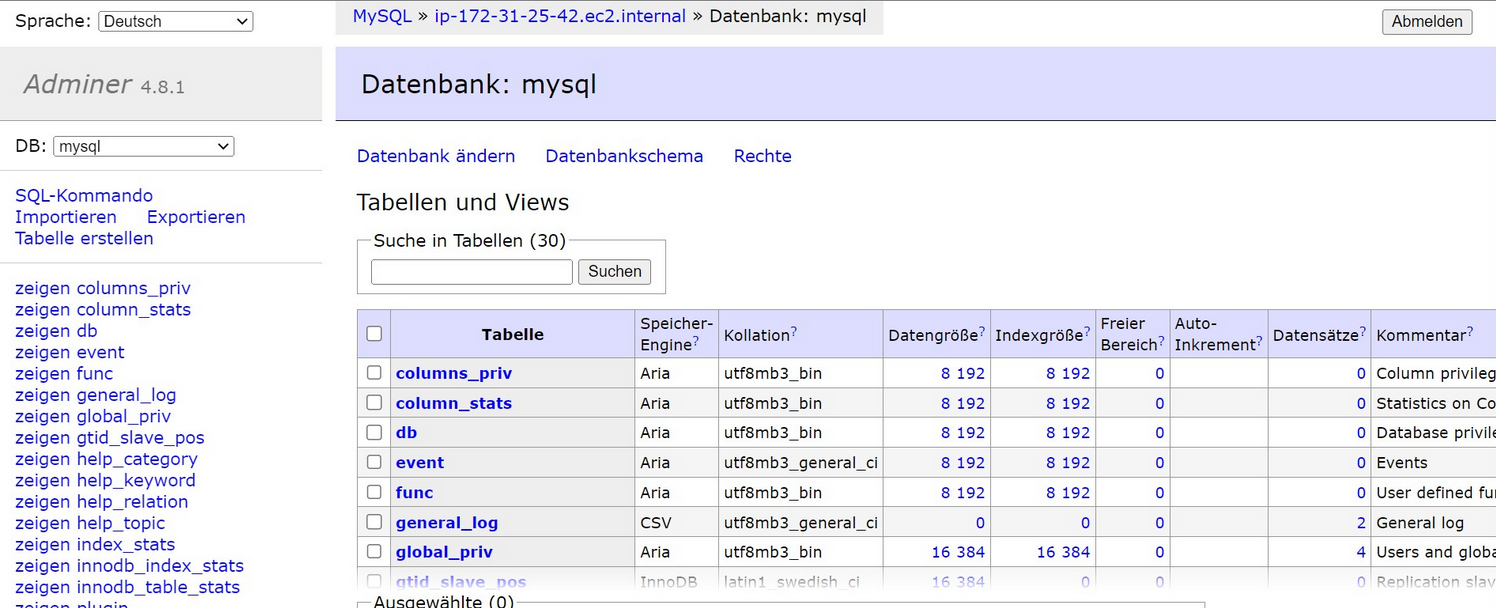 Sprache: Deutsch
MySQL » ip-172-31-25-42.ec2.internal » Datenbank: mysql
Abmelden
Adminer 4.8.1
DB: mysql
SQL-Kommando
Importieren Exportieren
Tabelle erstellen
zeigen columns_priv
zeigen column_stats
zeigen db
zeigen event
zeigen func
zeigen general_log
zeigen global_priv
zeigen gtid_slave_pos
zeigen help_category
zeigen help_keyword
zeigen help_relation
zeigen help_topic
zeigen index_stats
zeigen innodb_index_stats
zeigen innodb_table_stats
zeigen plugin
Datenbank: mysql
Datenbank ändern Datenbankschema Rechte
Tabellen und Views
Suche in Tabellen (30)
Suchen
Tabelle Speicher-Engine? Kollation? Datengröße? Indexgröße? Freier Bereich? Auto-Inkrement? Datensätze? Kommentar?
columns_priv Aria utf8mb3_bin 8 192 8 192 0 0 Column privileg
column_stats Aria utf8mb3_bin 8 192 8 192 0 0 Statistics on Co
db Aria utf8mb3_bin 8 192 8 192 0 0 Database privile
event Aria utf8mb3_general_ci 8 192 8 192 0 0 Events
func Aria utf8mb3_bin 8 192 8 192 0 0 User defined fu
general_log CSV utf8mb3_general_ci 0 0 0 2 General log
global_priv Aria utf8mb3_bin 16 384 16 384 0 4 Users and globa
gtid_slave_pos InnoDB latin1_swedish_ci 16 384 0 0 0 Replication slav
Ausgewählte (0)